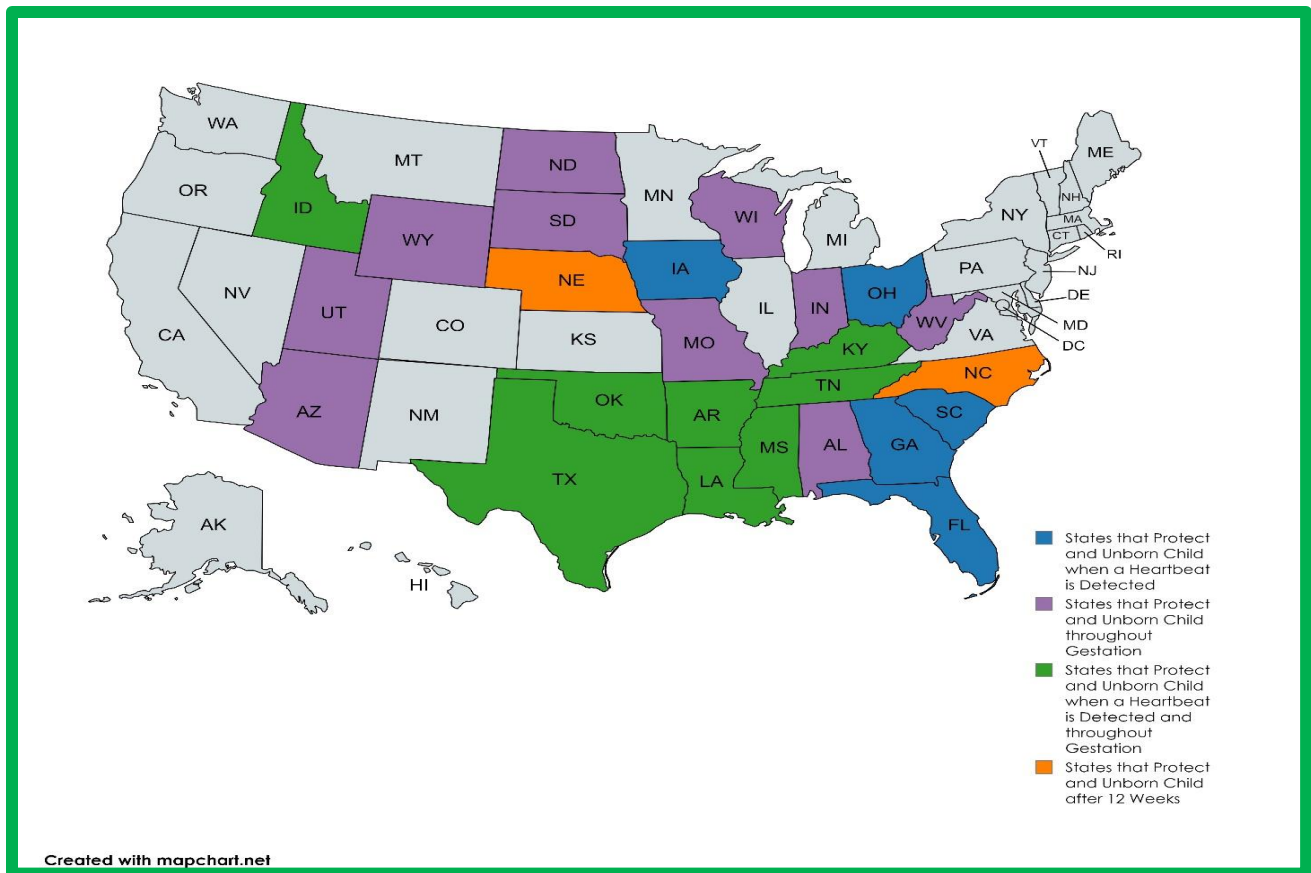 WA
MT
ND
MN
VT
ME
OR
ID
SD
WI
NY
NH
MA
CT
RI
WY
MI
IA
PA
NJ
NE
DE
NV
UT
IL
IN
OH
MD
DC
CA
CO
KS
MO
WV
VA
KY
AZ
NM
OK
AR
TN
NC
SC
MS
AL
GA
TX
LA
FL
AK
HI
States that Protect
and Unborn Child
when a Heartbeat
is Detected
States that Protect
and Unborn Child
throughout
Gestation
States that Protect
and Unborn Child
when a Heartbeat
is Detected and
throughout
Gestation
States that Protect
and Unborn Child
after 12 Weeks
Created with mapchart.net